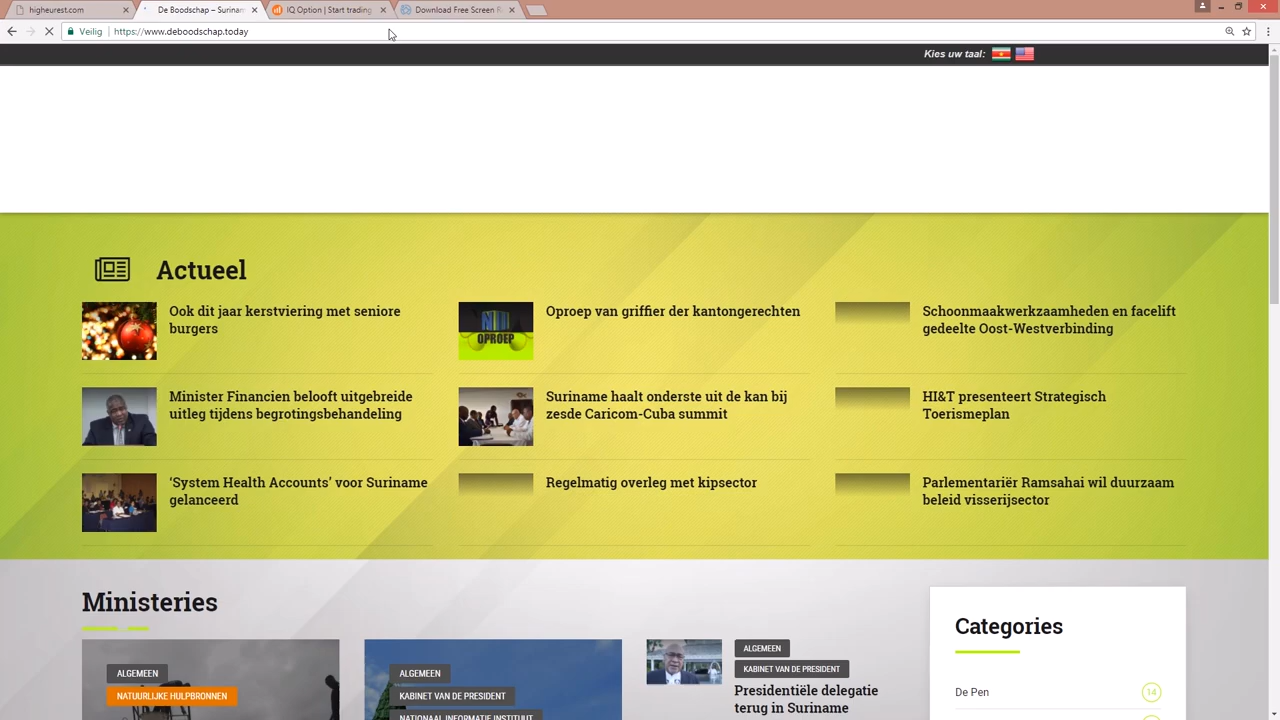 higheurest.com
De Boodschap – Surinam
IQ Option | Start trading
Download Free Screen R
Veilig
https://www.deboodschap.today
Kies uw taal:
Actueel
Ook dit jaar kerstviering met seniore
burgers
OPROEP
Oproep van griffier der kantongerechten
Schoonmaakwerkzaamheden en facelift
gedeelte Oost-Westverbinding
Minister Financien belooft uitgebreide
uitleg tijdens begrotingsbehandeling
Suriname haalt onderste uit de kan bij
zesde Caricom-Cuba summit
HI&T presenteert Strategisch
Toerismeplan
‘System Health Accounts’ voor Suriname
gelanceerd
Regelmatig overleg met kipsector
Parlementariër Ramsahai wil duurzaam
beleid visserijsector
Ministeries
ALGEMEEN
NATUURLIJKE HULPBRONNEN
ALGEMEEN
KABINET VAN DE PRESIDENT
NATIONAAL INFORMATIE INSTITUUT
ALGEMEEN
KABINET VAN DE PRESIDENT
Presidentiële delegatie
terug in Suriname
Categories
De Pen
14